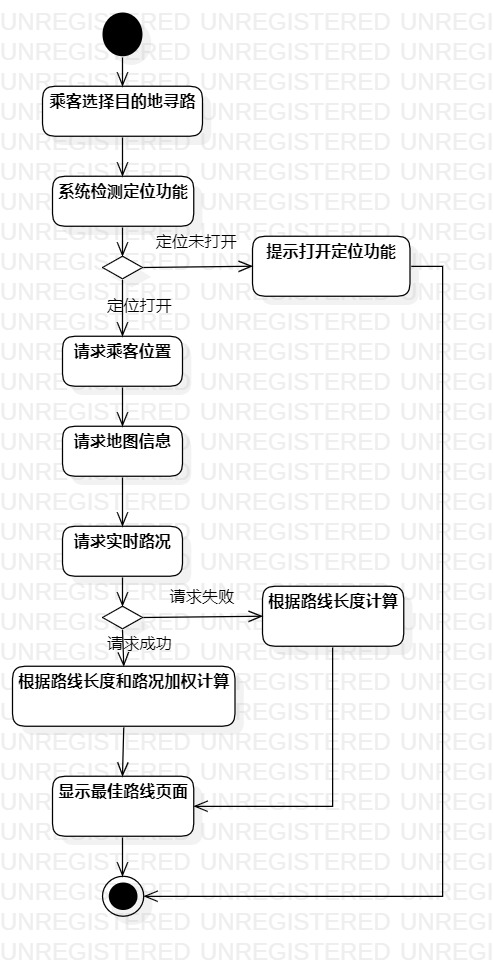 乘客选择目的地寻路
系统检测定位功能
定位未打开
提示打开定位功能
定位打开
请求乘客位置
请求地图信息
请求实时路况
请求失败
根据路线长度计算
请求成功
根据路线长度和路况加权计算
显示最佳路线页面